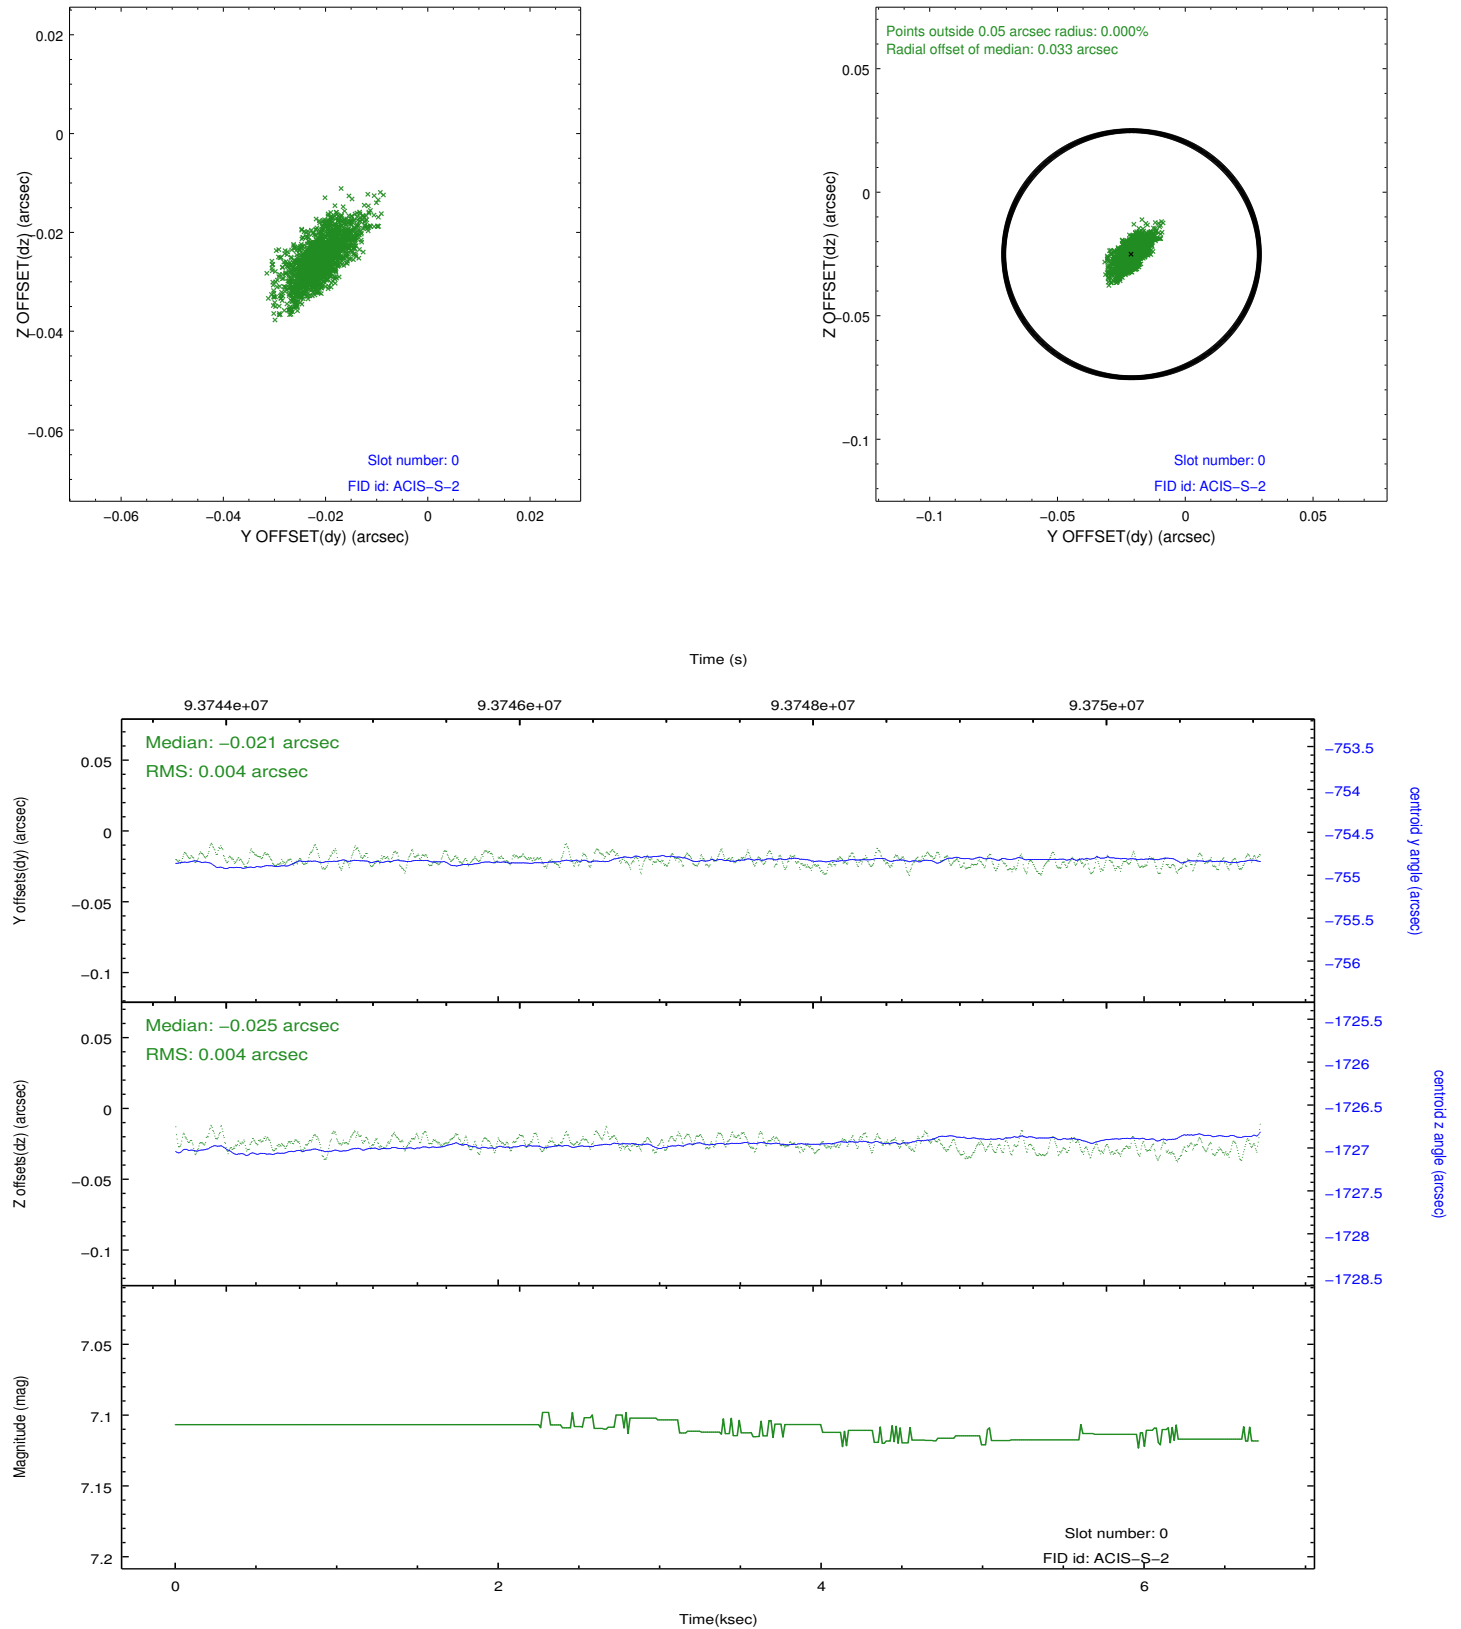 0.02
0
−0.02
−0.04
−0.06
Z OFFSET(dz) (arcsec)
Slot number: 0
FID id: ACIS−S−2
−0.06
−0.04
−0.02
0
0.02
Y OFFSET(dy) (arcsec)
Points outside 0.05 arcsec radius: 0.000%
Radial offset of median: 0.033 arcsec
0.05
0
−0.05
−0.1
Z OFFSET(dz) (arcsec)
Slot number: 0
FID id: ACIS−S−2
−0.1
−0.05
0
0.05
Y OFFSET(dy) (arcsec)
Time (s)
9.3744e+07
9.3746e+07
9.3748e+07
9.375e+07
Median: −0.021 arcsec
RMS: 0.004 arcsec
0.05
0
−0.05
−0.1
Y offsets(dy) (arcsec)
−753.5
−754
−754.5
−755
−755.5
−756
centroid y angle (arcsec)
Median: −0.025 arcsec
RMS: 0.004 arcsec
0.05
0
−0.05
−0.1
Z offsets(dz) (arcsec)
−1725.5
−1726
−1726.5
−1727
−1727.5
−1728
−1728.5
centroid z angle (arcsec)
7.05
7.1
7.15
7.2
Magnitude (mag)
Slot number: 0
FID id: ACIS−S−2
0
2
4
6
Time(ksec)